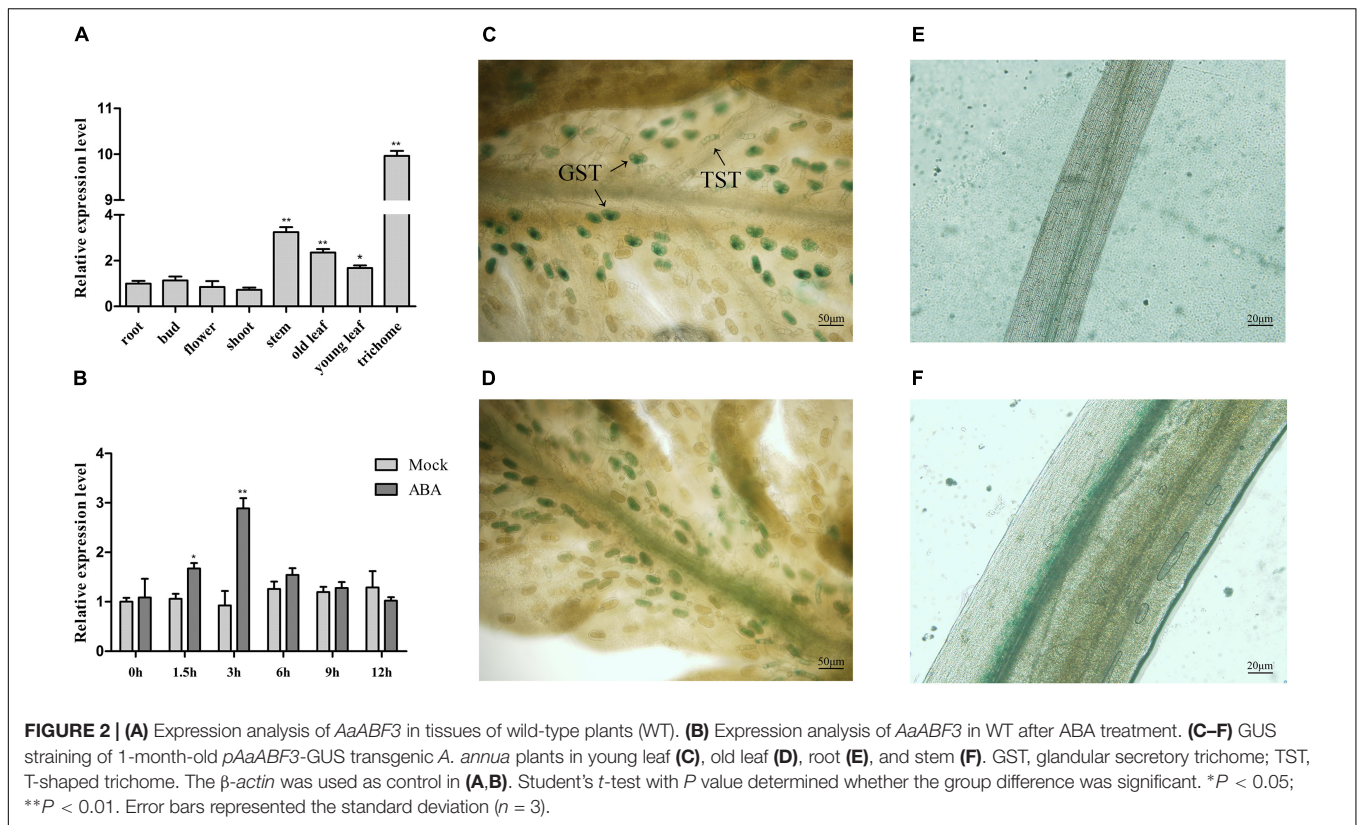 A
Relative expression level
11
10
9
4
2
0
**
**
*
**
root
bud
flower
shoot
stem
old leaf
young leaf
trichome
B
Relative expression level
4
3
2
1
0
*
**
Mock
ABA
0h
1.5h
3h
6h
9h
12h
C
GST
TST
50μm
D
50μm
E
20μm
F
20μm
FIGURE 2 | (A) Expression analysis of AaABF3 in tissues of wild-type plants (WT). (B) Expression analysis of AaABF3 in WT after ABA treatment. (C–F) GUS
straining of 1-month-old pAaABF3-GUS transgenic A. annua plants in young leaf (C), old leaf (D), root (E), and stem (F). GST, glandular secretory trichome; TST,
T-shaped trichome. The β-actin was used as control in (A,B). Student's t-test with P value determined whether the group difference was significant. *P < 0.05;
**P < 0.01. Error bars represented the standard deviation (n = 3).